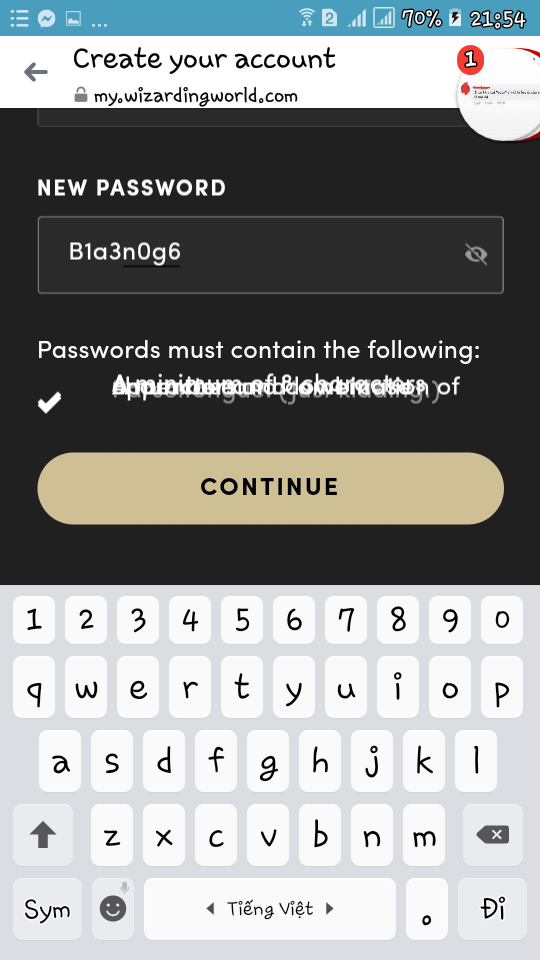 ... 2 70% 21:54
Create your account
my.wizardingworld.com
1
NEW PASSWORD
B1a3n0g6
Passwords must contain the following:
A minimum of 8 characters
CONTINUE
1 2 3 4 5 6 7 8 9 0
q w e r t y u i o p
a s d f g h j k l
z x c v b n m
Sym Tiếng Việt . Đi